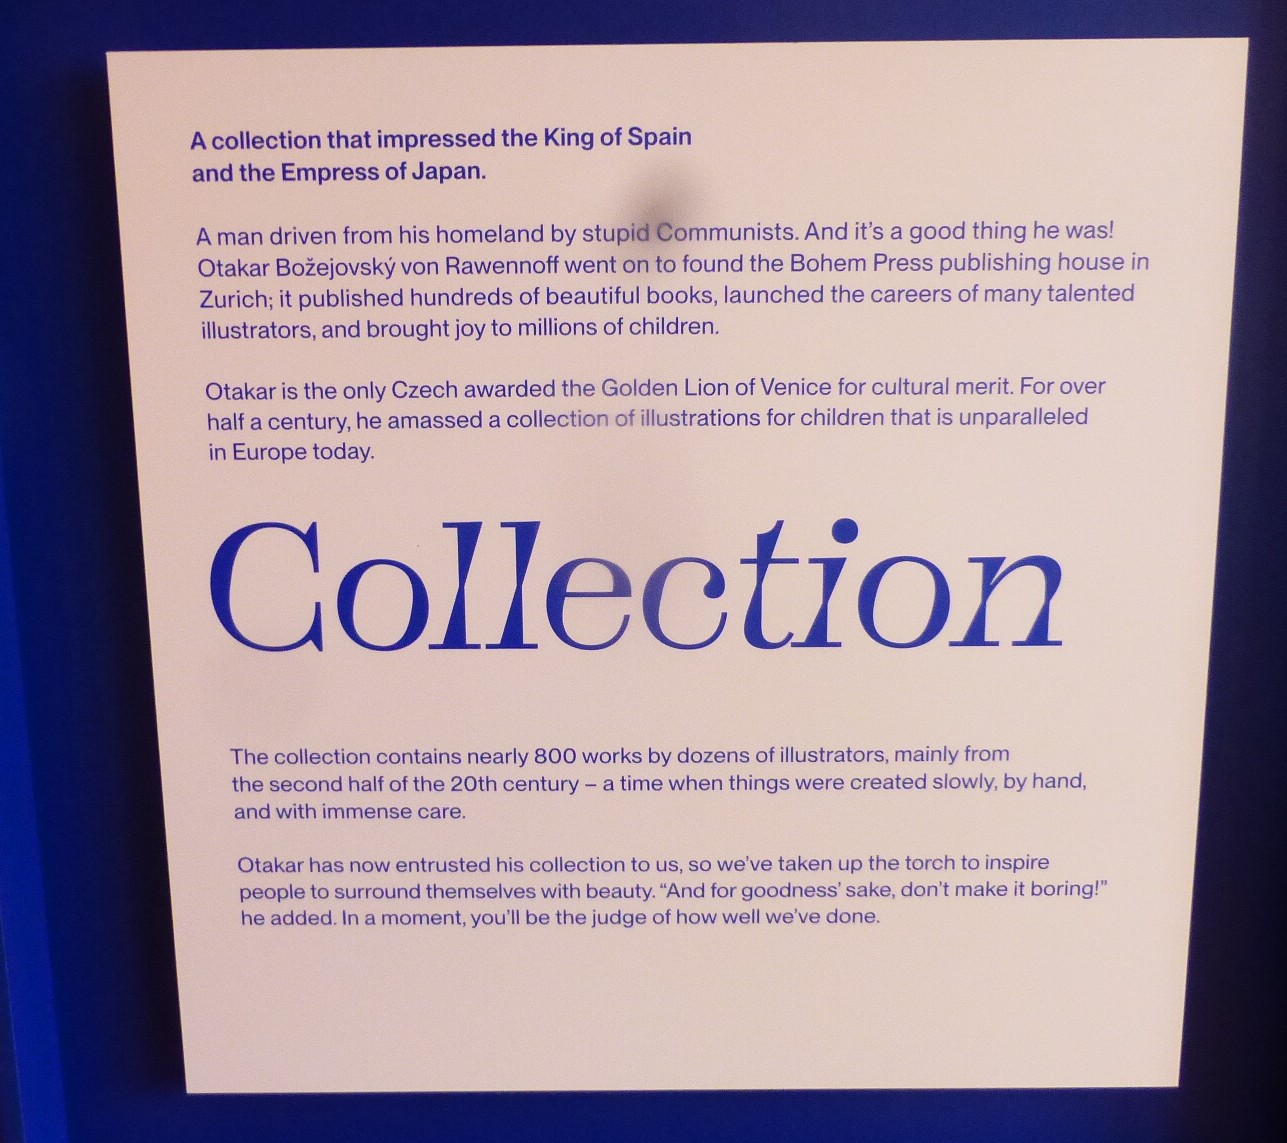 A collection that impressed the King of Spain
and the Empress of Japan.
A man driven from his homeland by stupid Communists. And it's a good thing he was!
Otakar Božejovský von Rawennoff went on to found the Bohem Press publishing house in
Zurich; it published hundreds of beautiful books, launched the careers of many talented
illustrators, and brought joy to millions of children.
Otakar is the only Czech awarded the Golden Lion of Venice for cultural merit. For over
half a century, he amassed a collection of illustrations for children that is unparalleled
in Europe today.
Collection
The collection contains nearly 800 works by dozens of illustrators, mainly from
the second half of the 20th century – a time when things were created slowly, by hand,
and with immense care.
Otakar has now entrusted his collection to us, so we've taken up the torch to inspire
people to surround themselves with beauty. “And for goodness’ sake, don't make it boring!”
he added. In a moment, you'll be the judge of how well we've done.